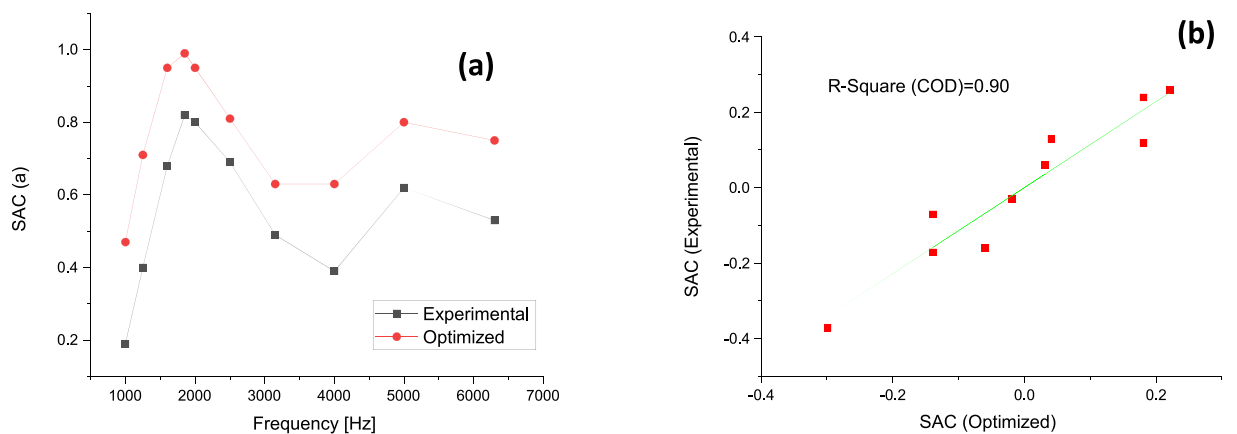 (a)
SAC (a)
1.0
0.8
0.6
0.4
0.2
Experimental
Optimized
1000 2000 3000 4000 5000 6000 7000
Frequency [Hz]
(b)
R-Square (COD)=0.90
SAC (Experimental)
0.4
0.2
0.0
-0.2
-0.4
-0.4 -0.2 0.0 0.2
SAC (Optimized)